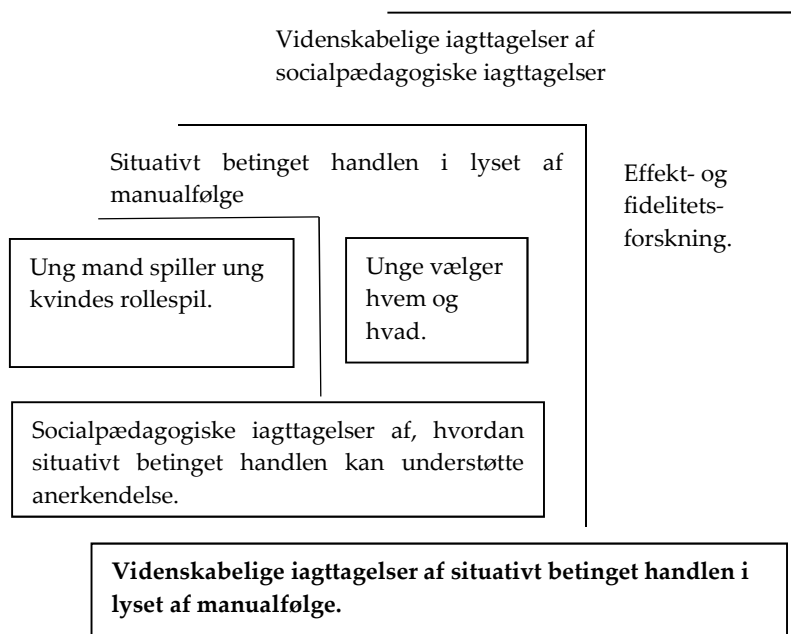 Videnskabelige iagttagelser af
socialpædagogiske iagttagelser
Situativt betinget handlen i lyset af
manualfølge
Effekt- og
fidelitets-
forskning.
Ung mand spiller ung
kvindes rollespil.
Unge vælger
hvem og
hvad.
Socialpædagogiske iagttagelser af, hvordan
situativt betinget handlen kan understøtte
anerkendelse.
Videnskabelige iagttagelser af situativt betinget handlen i
lyset af manualfølge.